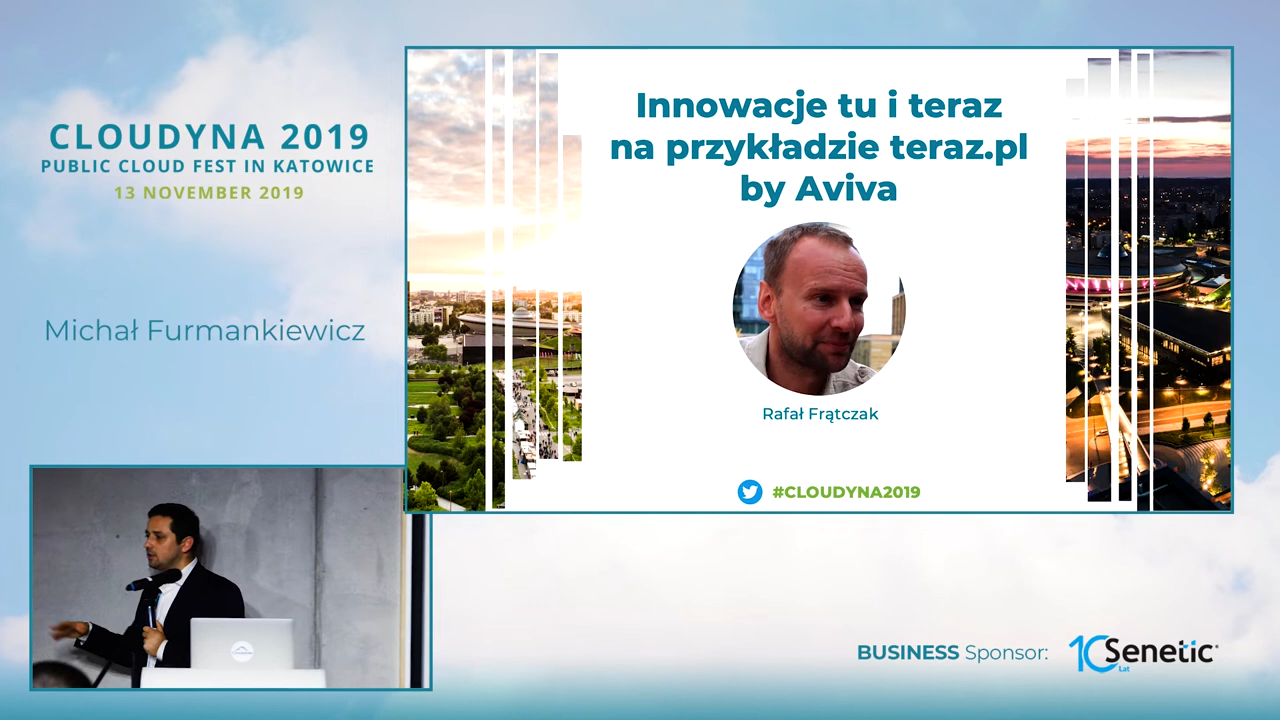 CLOUDYNA 2019
PUBLIC CLOUD FEST IN KATOWICE
13 NOVEMBER 2019
Michał Furmankiewicz
Innowacje tu i teraz
na przykładzie teraz.pl
by Aviva
Rafał Frątczak
#CLOUDYNA2019
BUSINESS Sponsor:
10 Lat Senetic